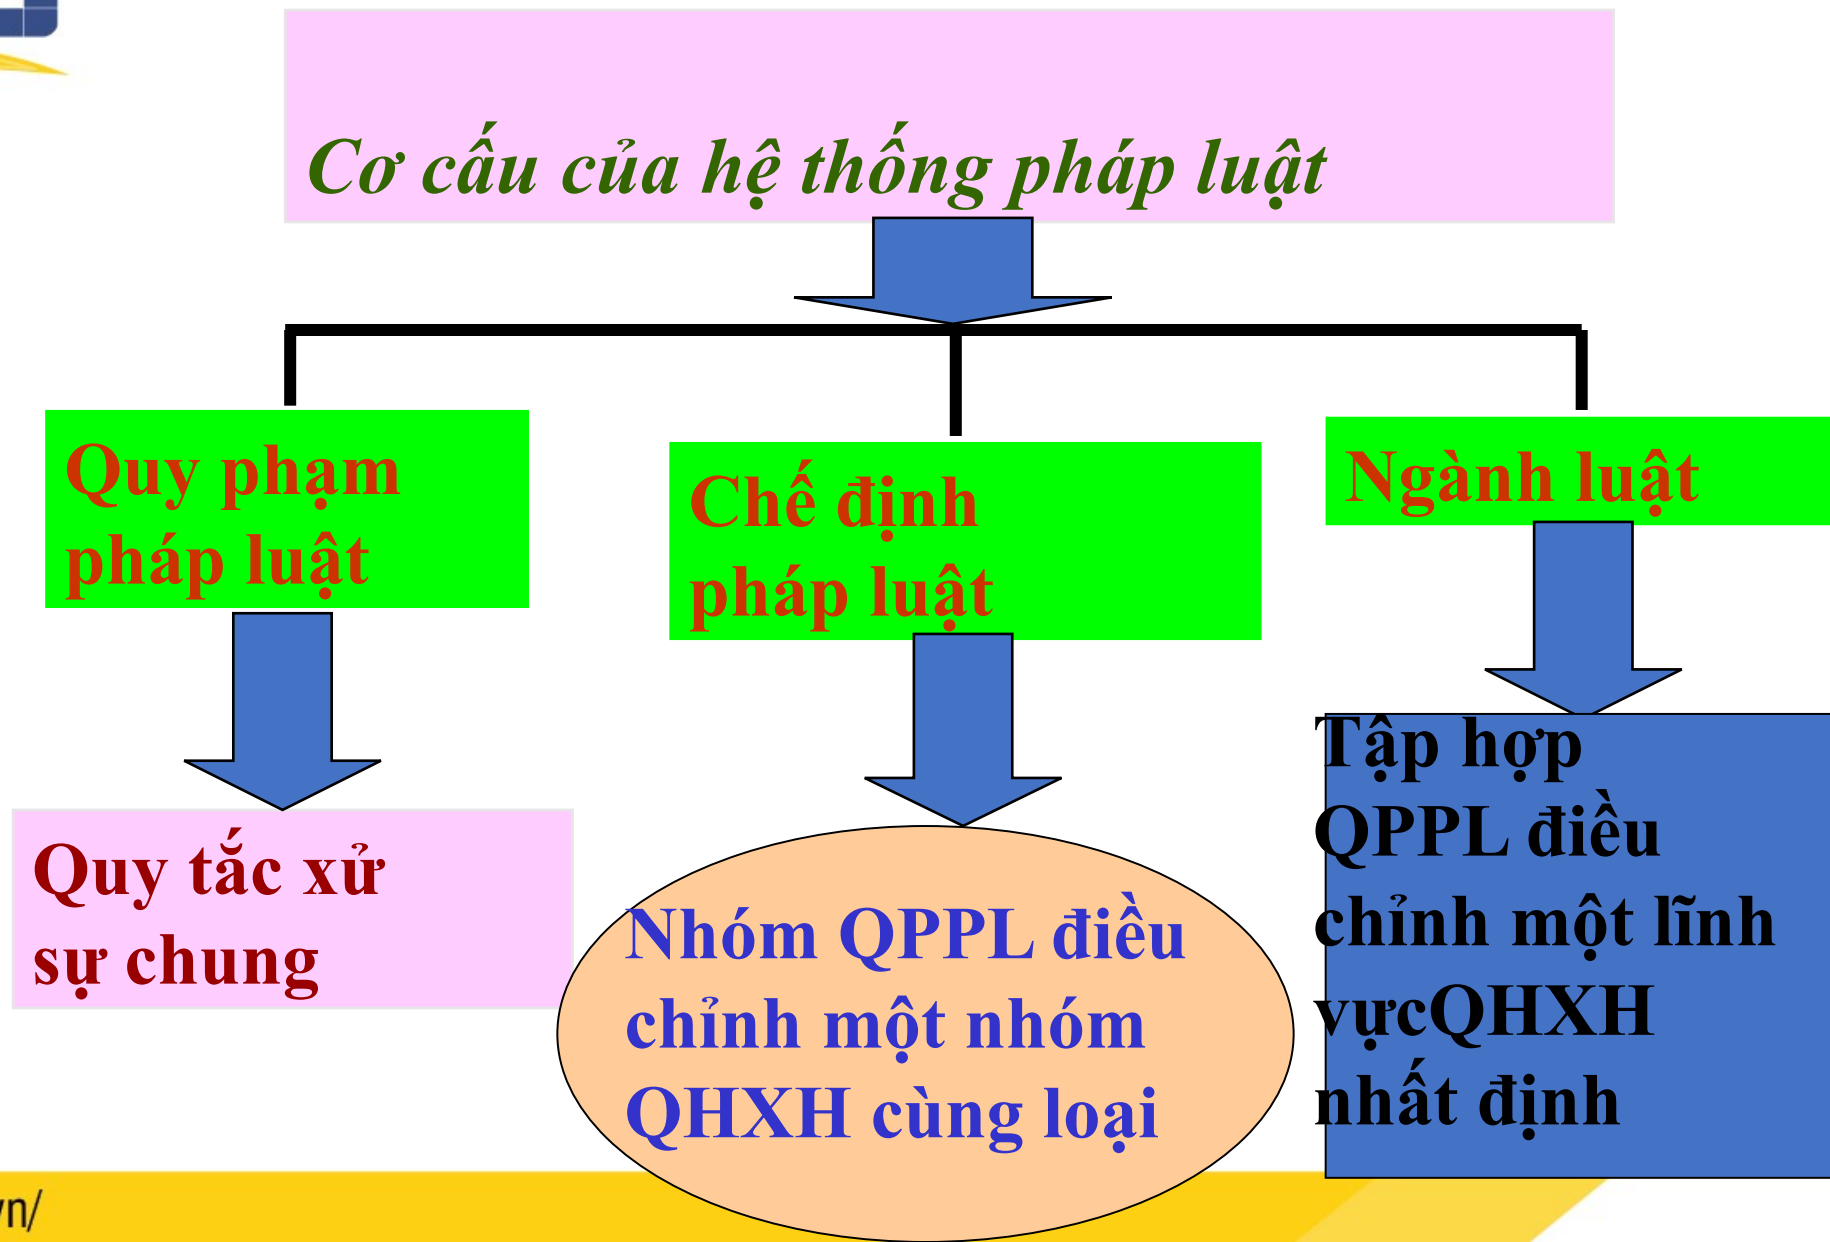 Cơ cấu của hệ thống pháp luật
Quy phạm
pháp luật
Chế định
pháp luật
Ngành luật
Quy tắc xử
sự chung
Nhóm QPPL điều
chỉnh một nhóm
QHXH cùng loại
Tập hợp
QPPL điều
chỉnh một lĩnh
vựcQHXH
nhất định
vn/